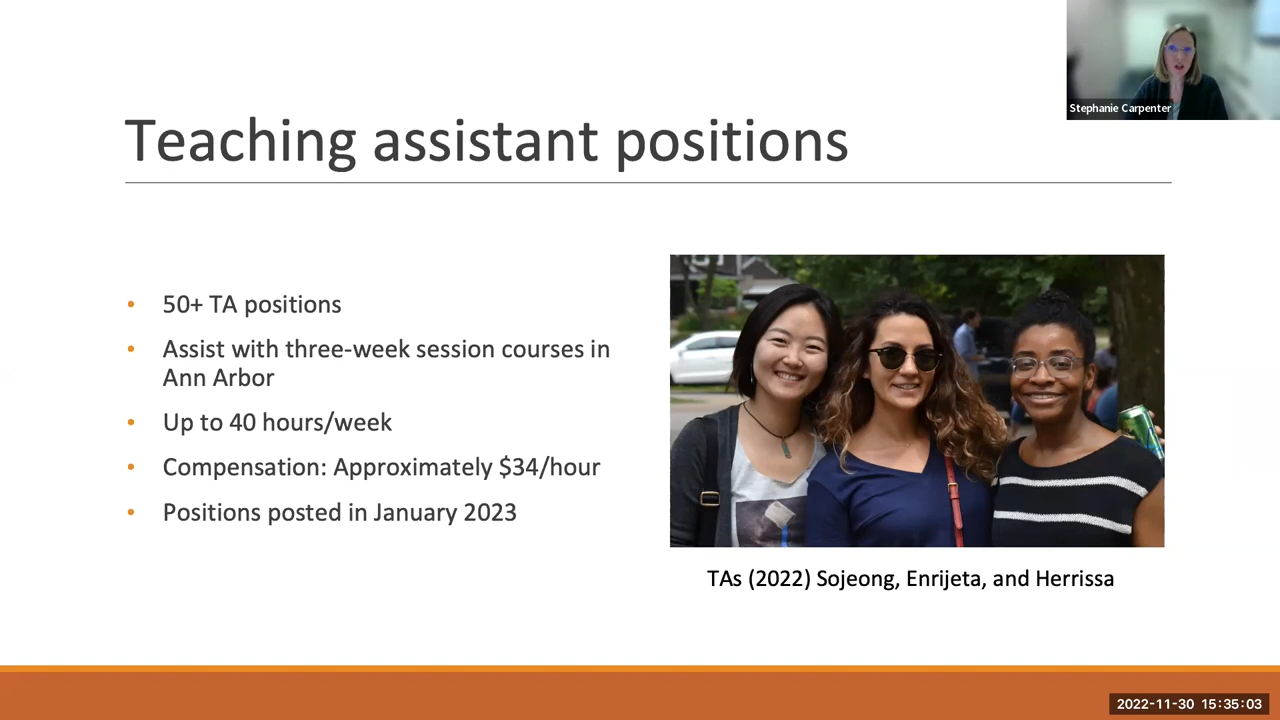 Stephanie Carpenter
Teaching assistant positions
• 50+ TA positions
• Assist with three-week session courses in
Ann Arbor
• Up to 40 hours/week
• Compensation: Approximately $34/hour
• Positions posted in January 2023
TAs (2022) Sojeong, Enrijeta, and Herrissa
2022-11-30 15:35:03